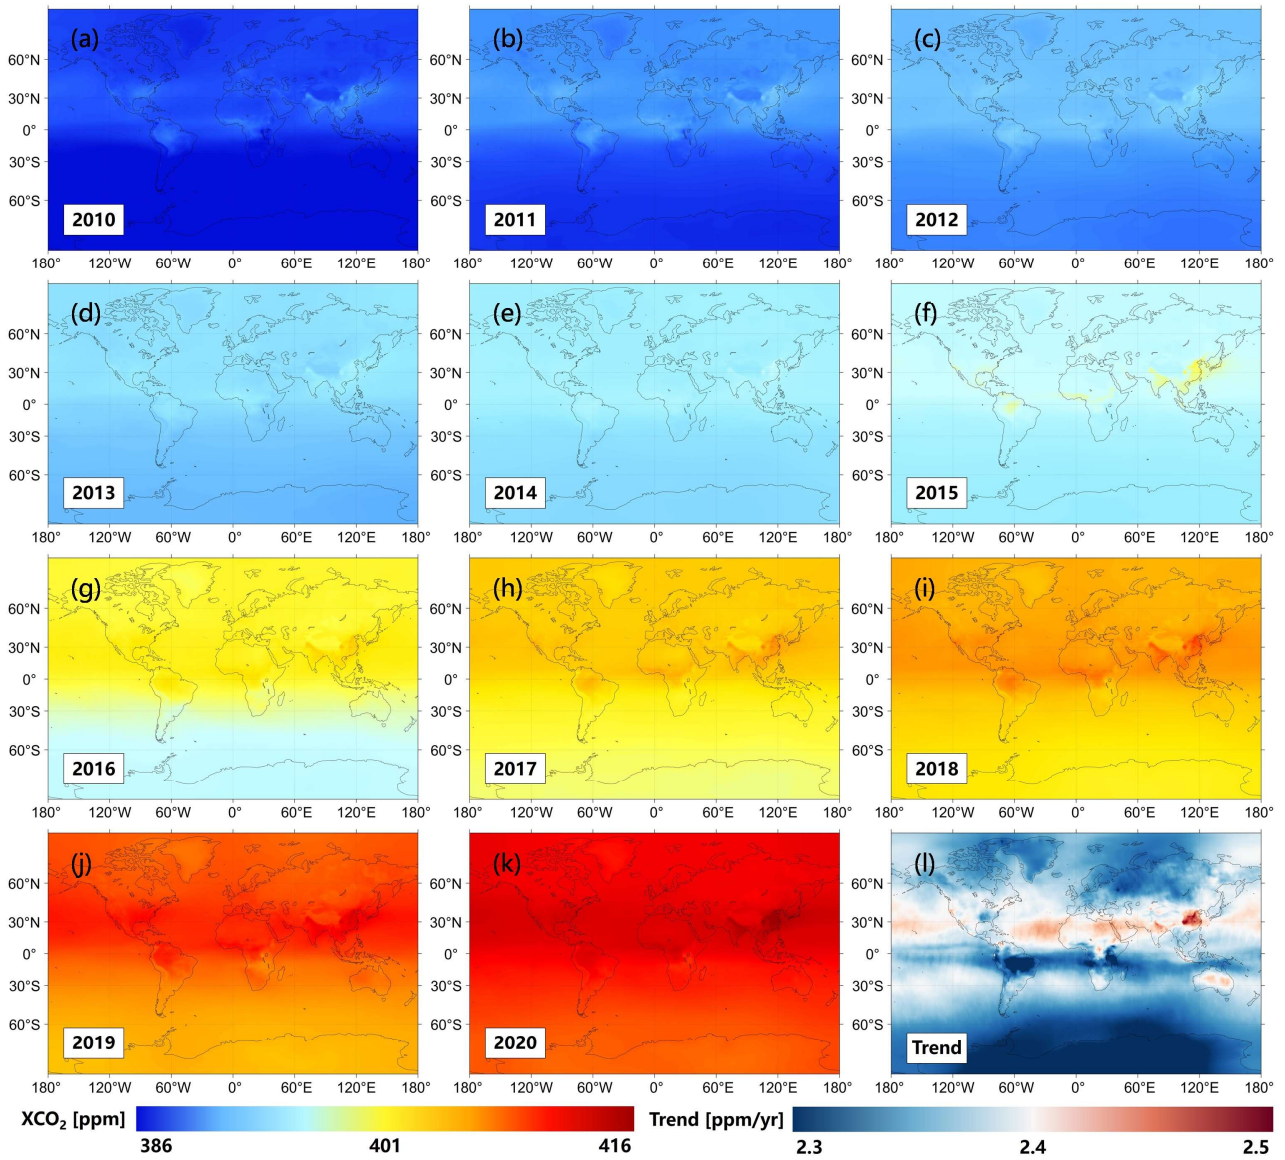 (a) (b) (c)
60°N 60°N 60°N
30°N 30°N 30°N
0° 0° 0°
30°S 30°S 30°S
60°S 60°S 60°S
2010 2011 2012
180° 120°W 60°W 0° 60°E 120°E 180° 180° 120°W 60°W 0° 60°E 120°E 180° 180° 120°W 60°W 0° 60°E 120°E 180°
(d) (e) (f)
60°N 60°N 60°N
30°N 30°N 30°N
0° 0° 0°
30°S 30°S 30°S
60°S 60°S 60°S
2013 2014 2015
180° 120°W 60°W 0° 60°E 120°E 180° 180° 120°W 60°W 0° 60°E 120°E 180° 180° 120°W 60°W 0° 60°E 120°E 180°
(g) (h) (i)
60°N 60°N 60°N
30°N 30°N 30°N
0° 0° 0°
30°S 30°S 30°S
60°S 60°S 60°S
2016 2017 2018
180° 120°W 60°W 0° 60°E 120°E 180° 180° 120°W 60°W 0° 60°E 120°E 180° 180° 120°W 60°W 0° 60°E 120°E 180°
(j) (k) (l)
60°N 60°N 60°N
30°N 30°N 30°N
0° 0° 0°
30°S 30°S 30°S
60°S 60°S 60°S
2019 2020 Trend
180° 120°W 60°W 0° 60°E 120°E 180° 180° 120°W 60°W 0° 60°E 120°E 180° 180° 120°W 60°W 0° 60°E 120°E 180°
XCO₂ [ppm] Trend [ppm/yr]
386 401 416 2.3 2.4 2.5